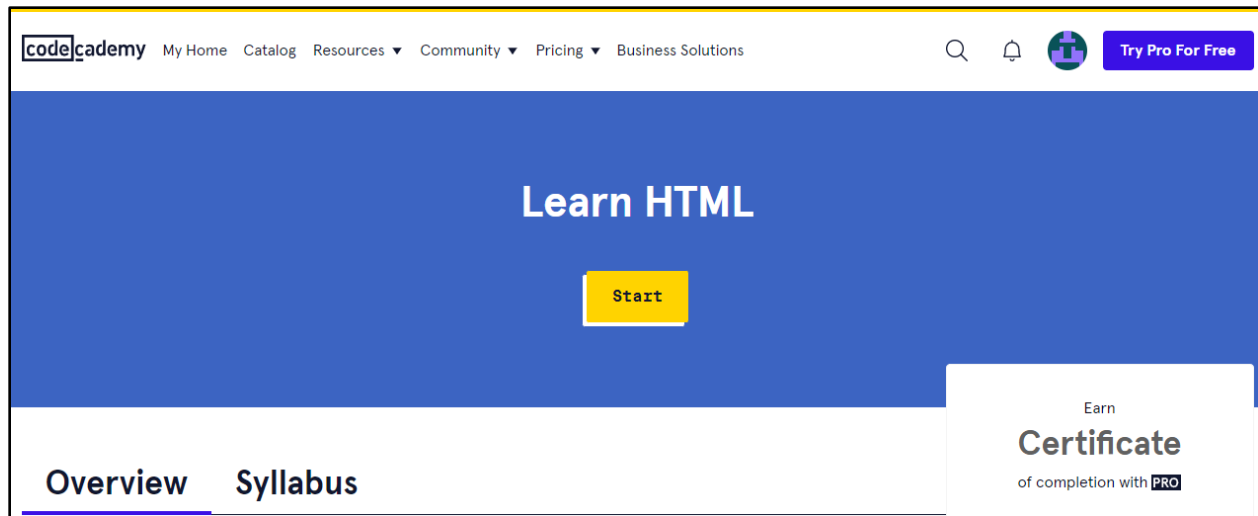 codecademy My Home Catalog Resources Community Pricing Business Solutions Try Pro For Free
Learn HTML
Start
Earn
Certificate
of completion with PRO
Overview Syllabus